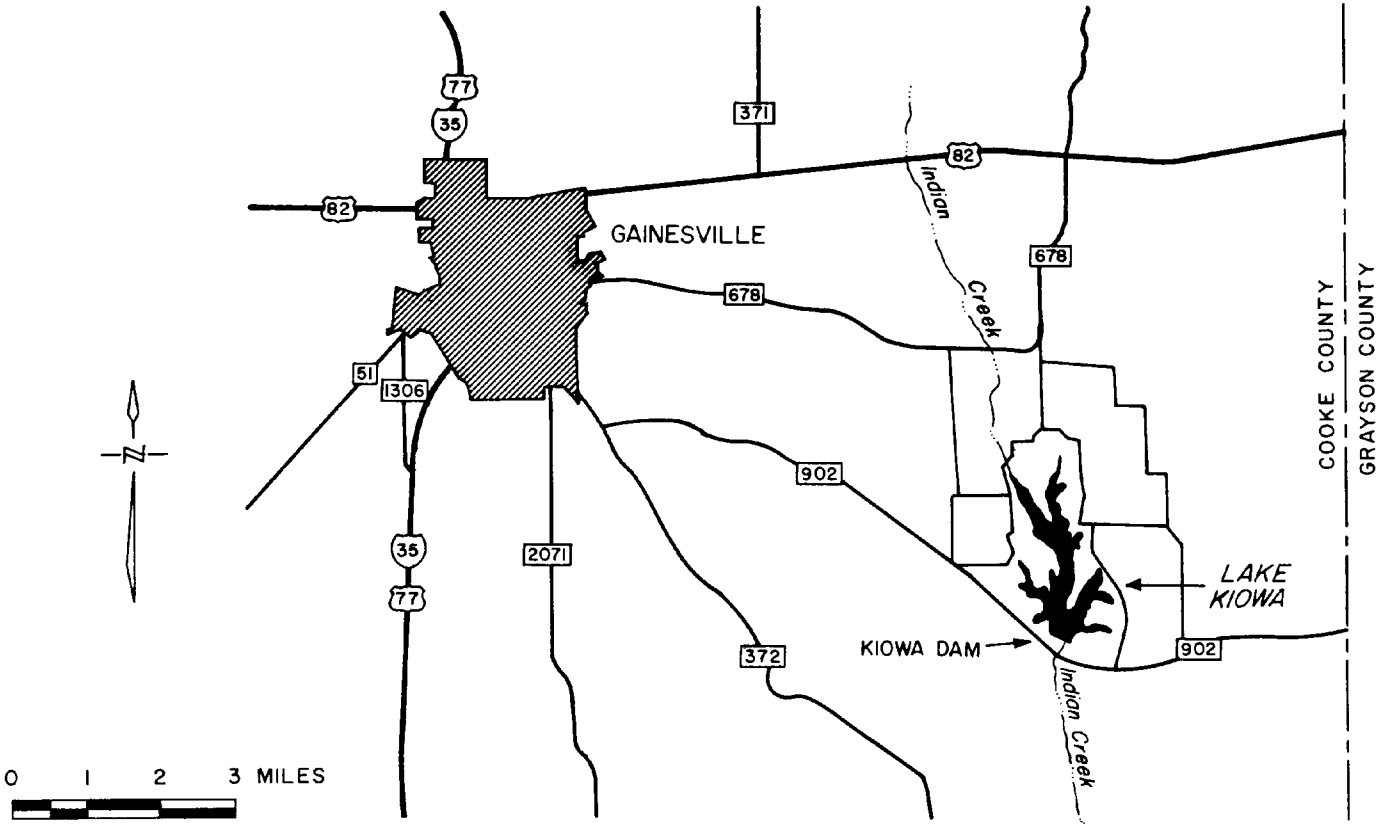 77
35
371
82
82
Indian
Creek
GAINESVILLE
678
678
COOKE COUNTY
GRAYSON COUNTY
51
1306
N
902
35
2071
77
LAKE
KIOWA
KIOWA DAM
902
372
Indian Creek
0 1 2 3 MILES